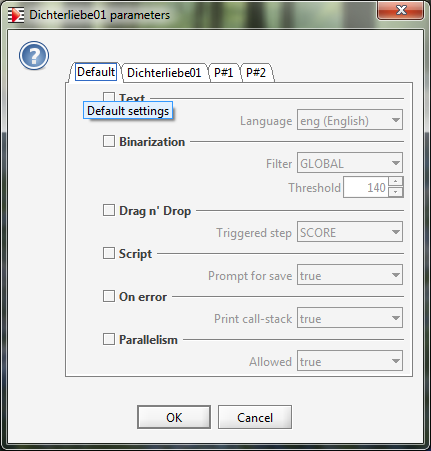 Dichterliebe01 parameters
Default Dichterliebe01 P#1 P#2
Text
Default settings
Language eng (English)
Binarization
Filter GLOBAL
Threshold 140
Drag n' Drop
Triggered step SCORE
Script
Prompt for save true
On error
Print call-stack true
Parallelism
Allowed true
OK Cancel